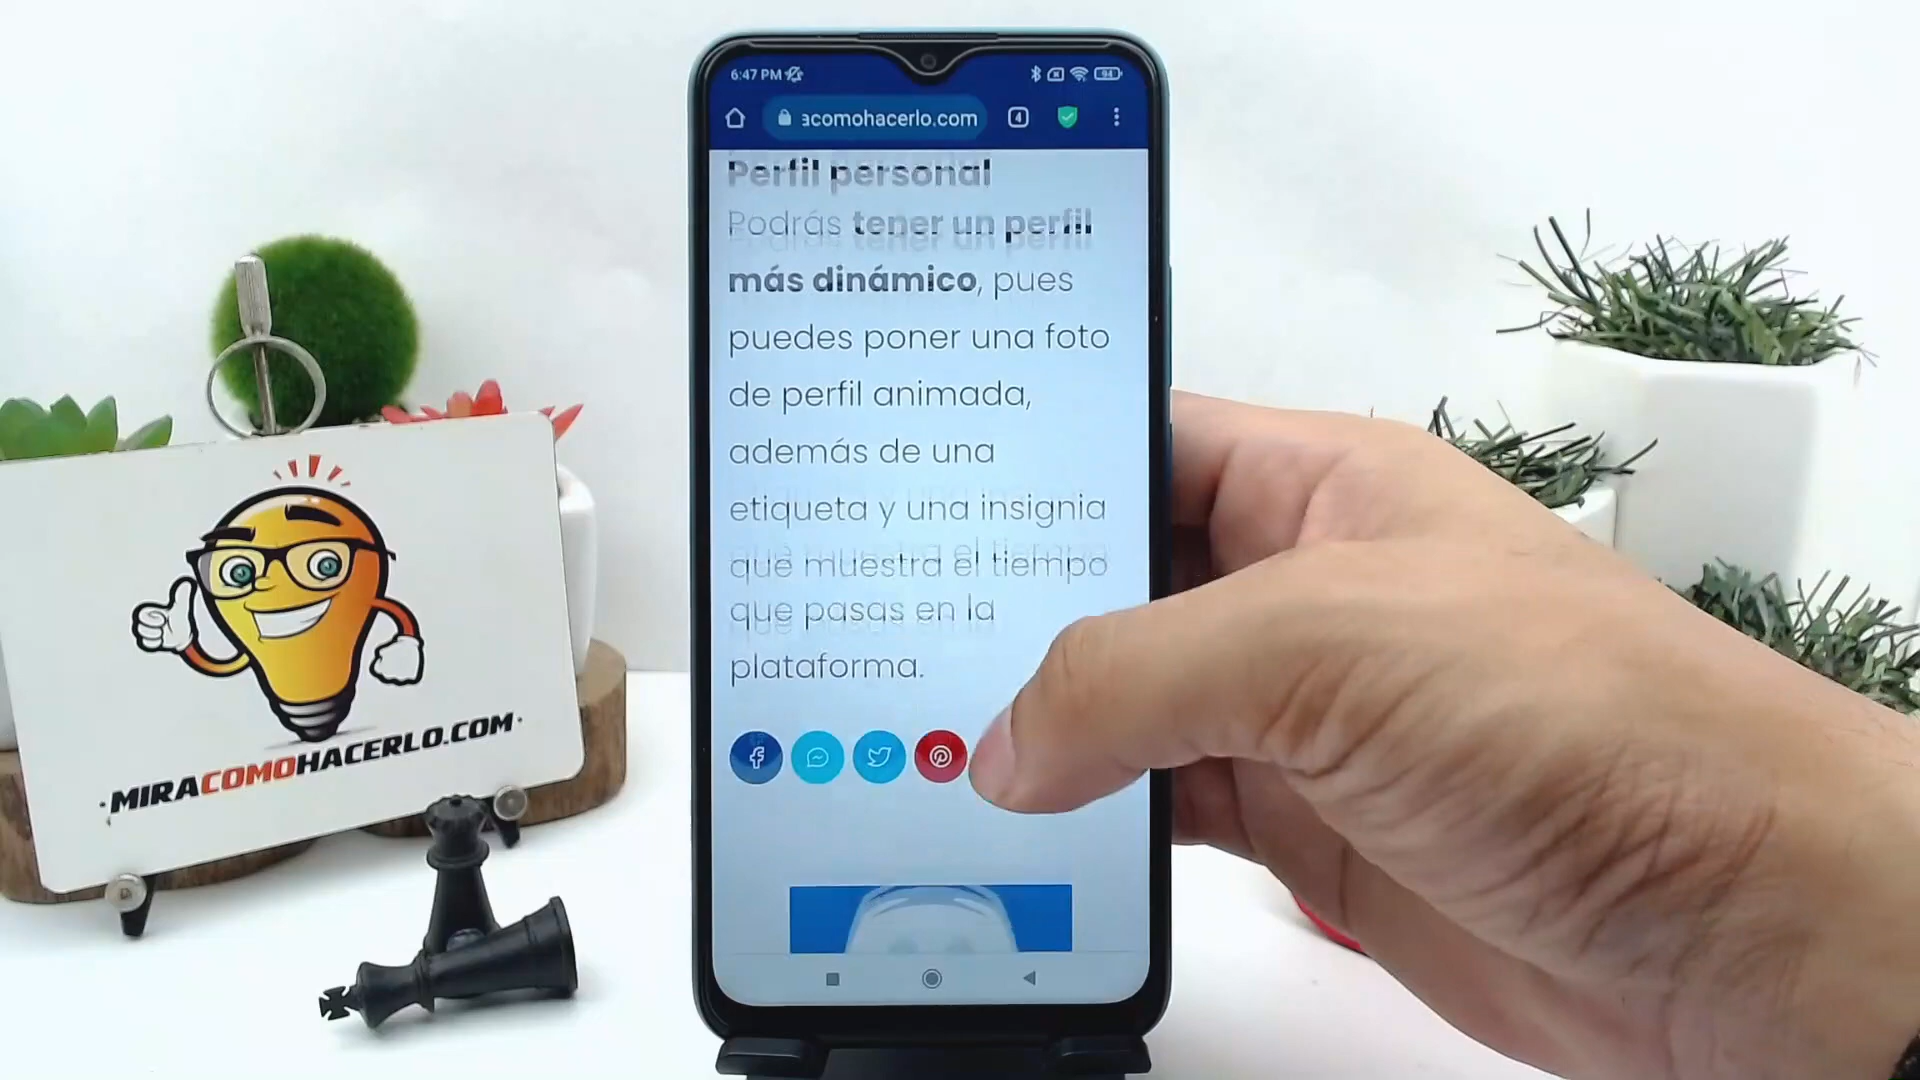 6:47 PM
94
acomohacerlo.com
4
Perfil personal
Podrás tener un perfil
más dinámico, pues
puedes poner una foto
de perfil animada,
además de una
etiqueta y una insignia
que muestra el tiempo
que pasas en la
plataforma.
·MIRACOMOHACERLO.COM·